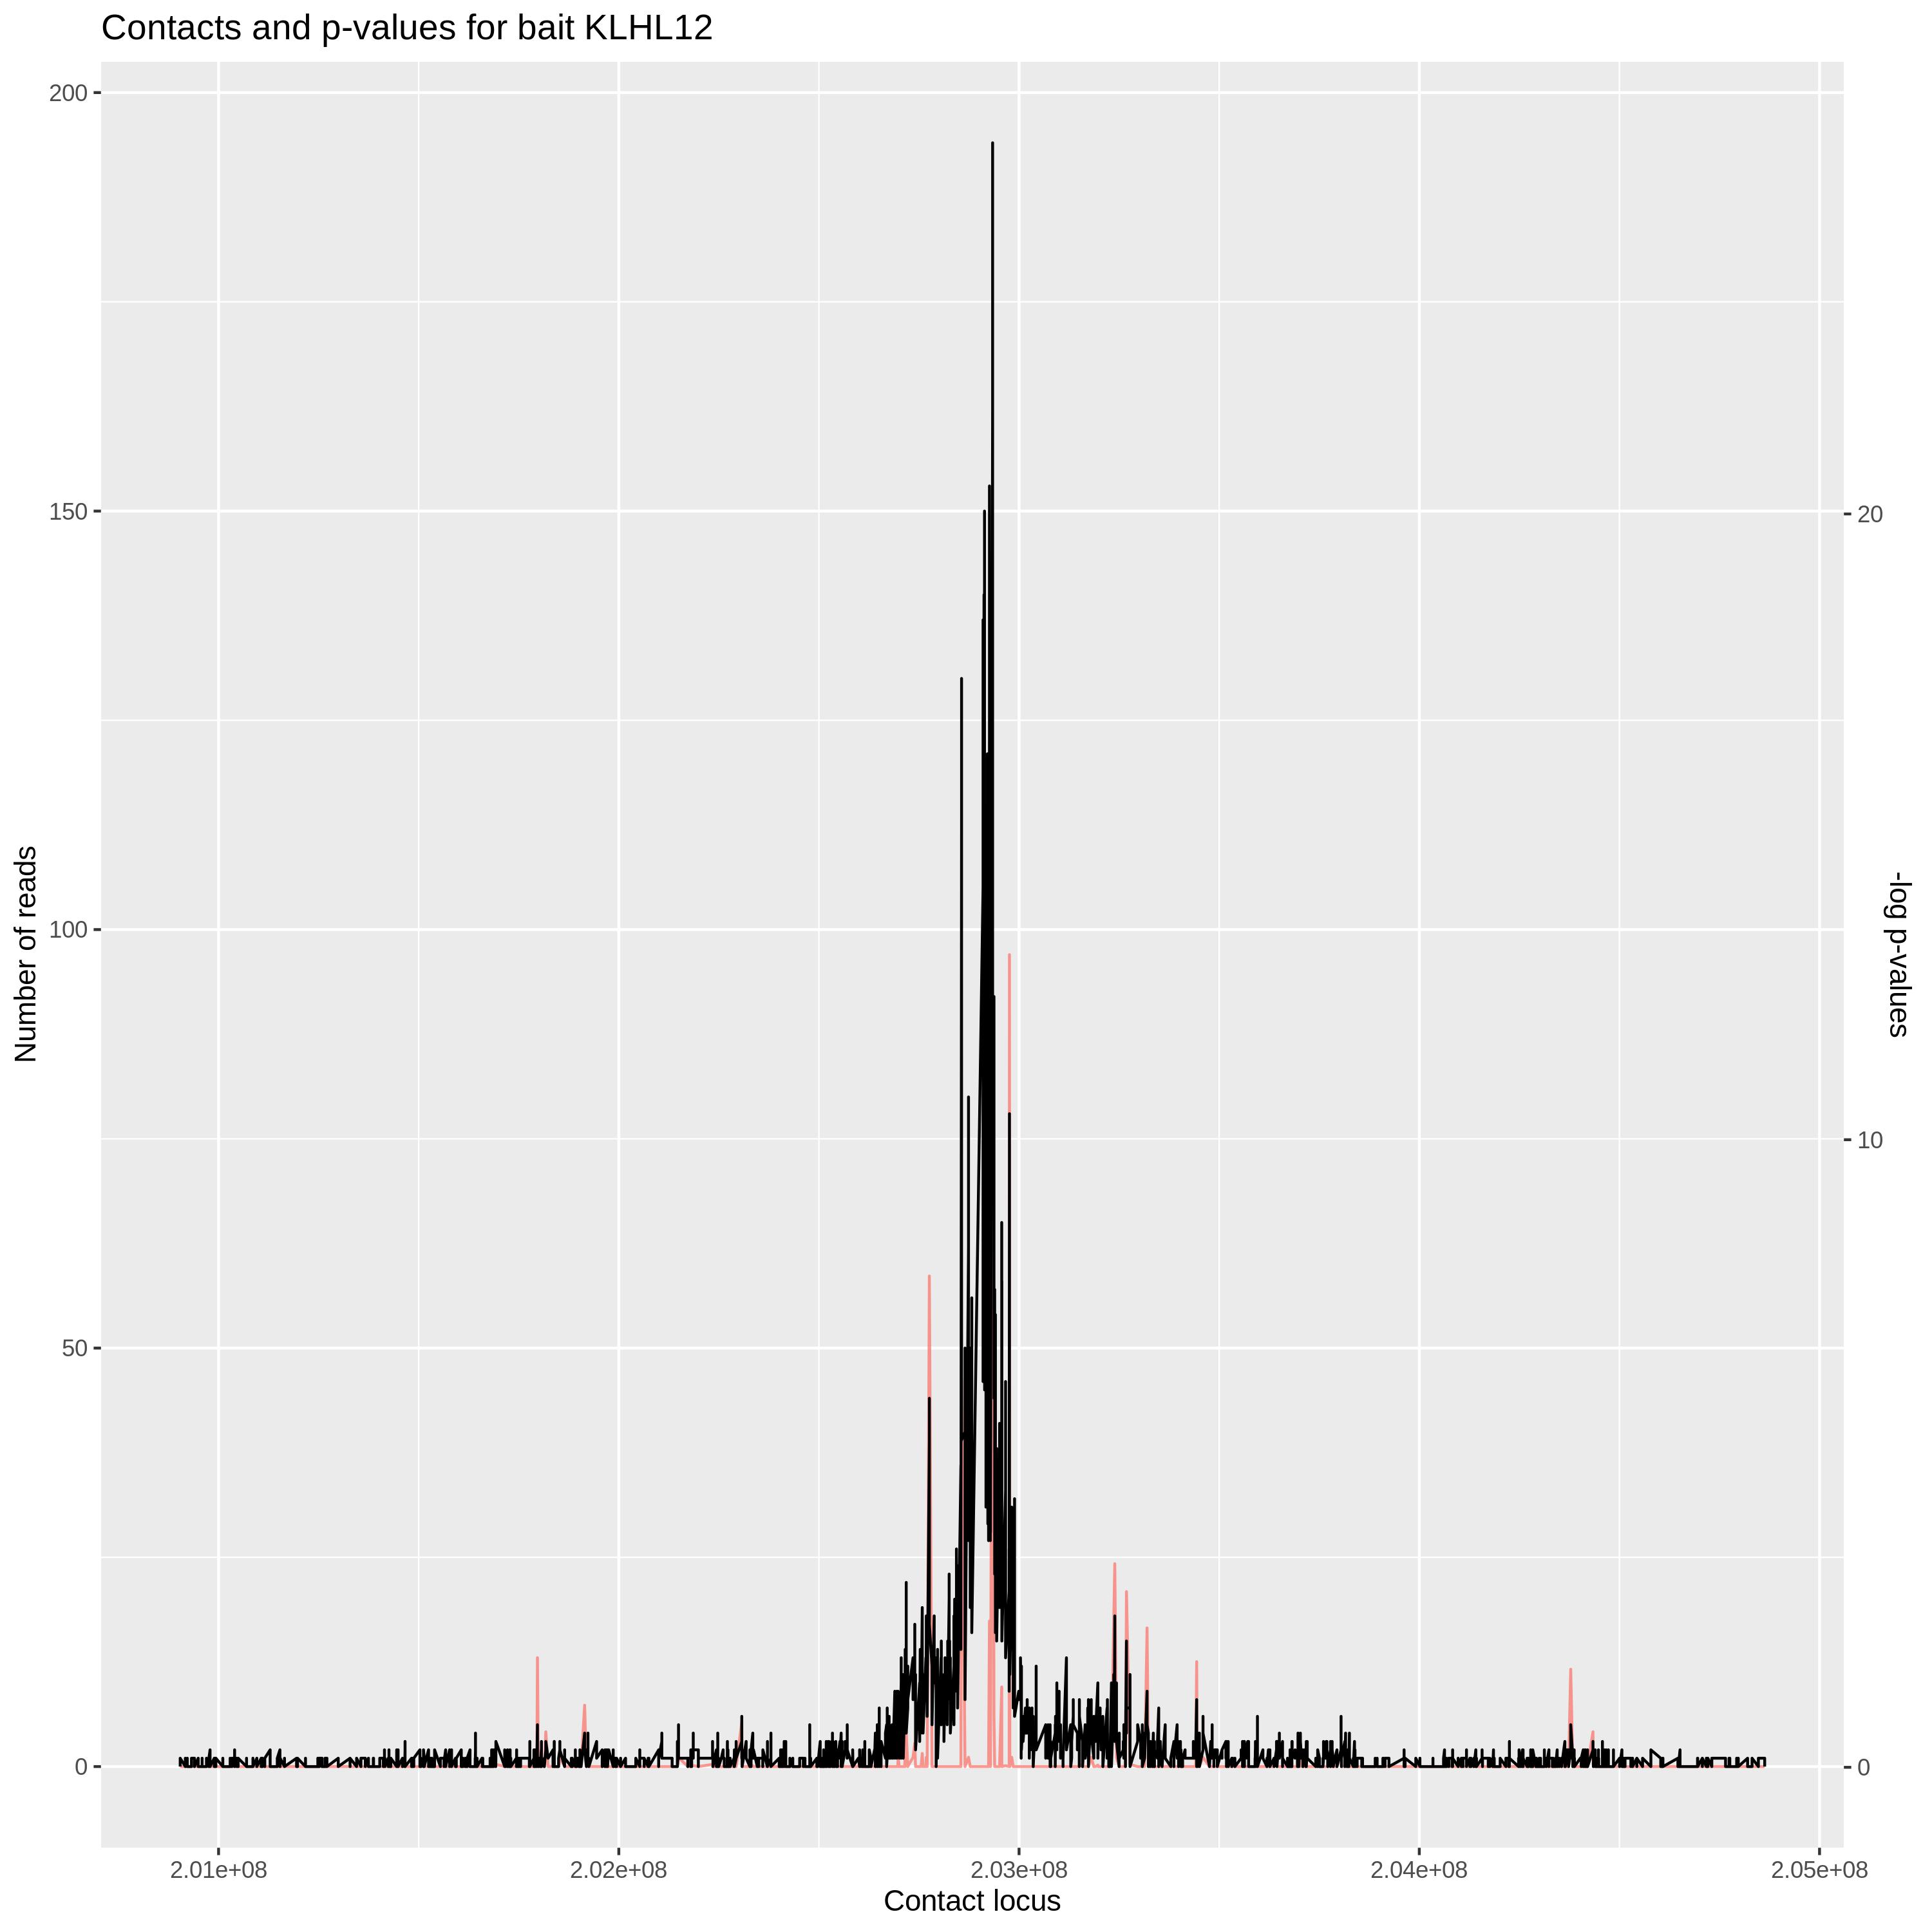 Contacts and p-values for bait KLHL12
200
150
100
50
0
Number of reads
20
10
0
-log p-values
2.01e+08
2.02e+08
2.03e+08
2.04e+08
2.05e+08
Contact locus